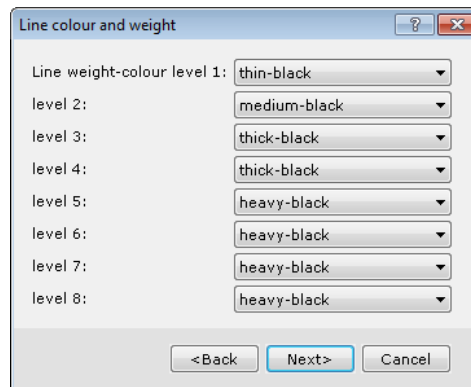 Line colour and weight
Line weight-colour level 1: thin-black
level 2: medium-black
level 3: thick-black
level 4: thick-black
level 5: heavy-black
level 6: heavy-black
level 7: heavy-black
level 8: heavy-black
<Back Next> Cancel